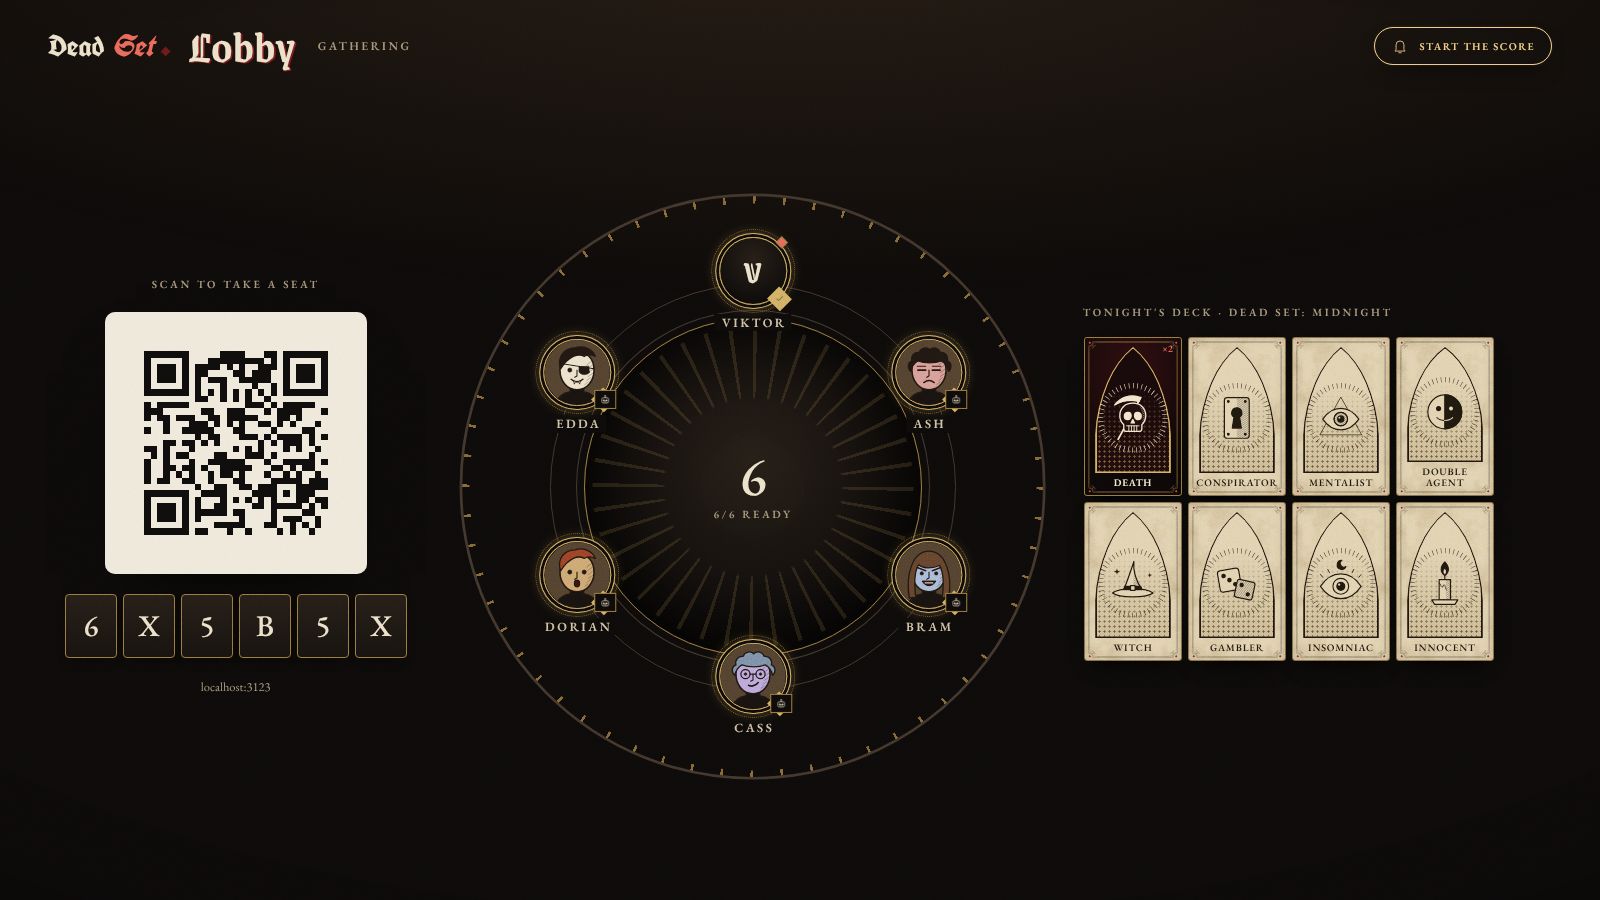 Dead Set Lobby GATHERING
START THE SCORE
SCAN TO TAKE A SEAT
6 X 5 B 5 X
localhost:3123
V
VIKTOR
EDDA
ASH
6
6/6 READY
DORIAN
BRAM
CASS
TONIGHT'S DECK · DEAD SET: MIDNIGHT
×2
DEATH
CONSPIRATOR
MENTALIST
DOUBLE
AGENT
WITCH
GAMBLER
INSOMNIAC
INNOCENT